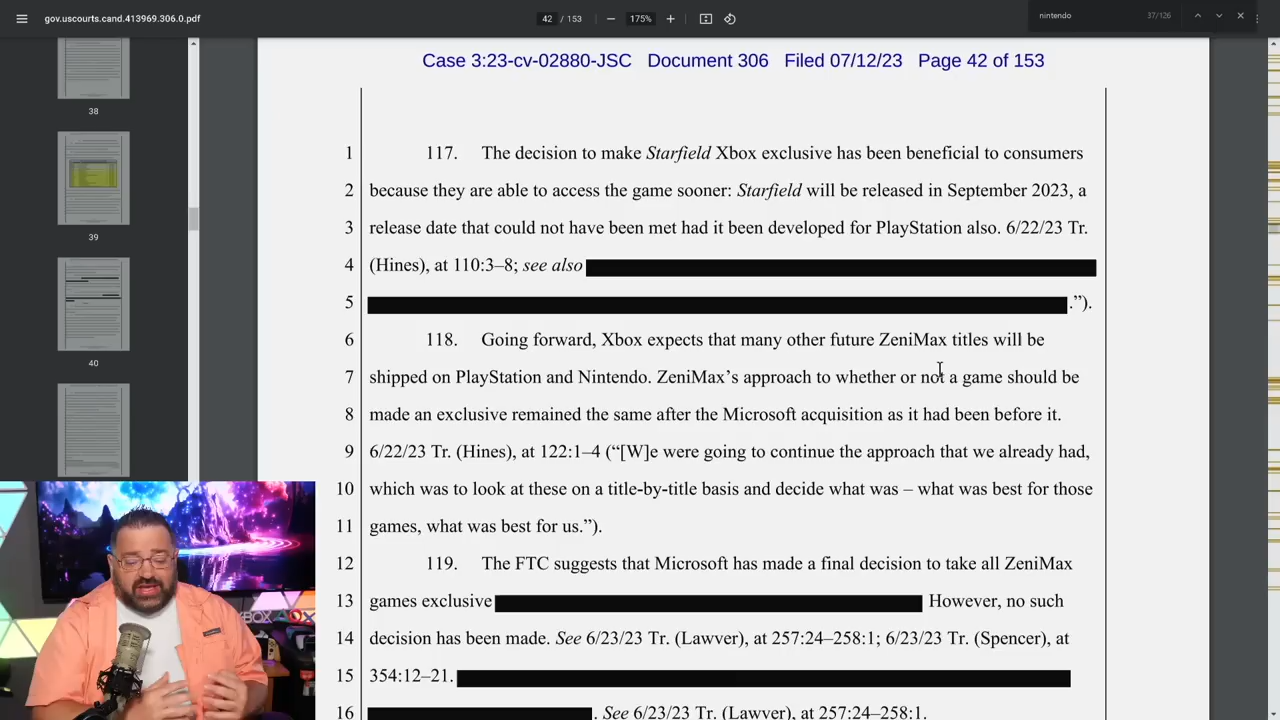 gov.uscourts.cand.413969.306.0.pdf
42 / 153
175%
nintendo
37/126
38
39
40
Case 3:23-cv-02880-JSC Document 306 Filed 07/12/23 Page 42 of 153
1 117. The decision to make Starfield Xbox exclusive has been beneficial to consumers
2 because they are able to access the game sooner: Starfield will be released in September 2023, a
3 release date that could not have been met had it been developed for PlayStation also. 6/22/23 Tr.
4 (Hines), at 110:3–8; see also
5 .”).
6 118. Going forward, Xbox expects that many other future ZeniMax titles will be
7 shipped on PlayStation and Nintendo. ZeniMax’s approach to whether or not a game should be
8 made an exclusive remained the same after the Microsoft acquisition as it had been before it.
9 6/22/23 Tr. (Hines), at 122:1–4 (“[W]e were going to continue the approach that we already had,
10 which was to look at these on a title-by-title basis and decide what was – what was best for those
11 games, what was best for us.”).
12 119. The FTC suggests that Microsoft has made a final decision to take all ZeniMax
13 games exclusive However, no such
14 decision has been made. See 6/23/23 Tr. (Lawver), at 257:24–258:1; 6/23/23 Tr. (Spencer), at
15 354:12–21.
16 . See 6/23/23 Tr. (Lawver), at 257:24–258:1.